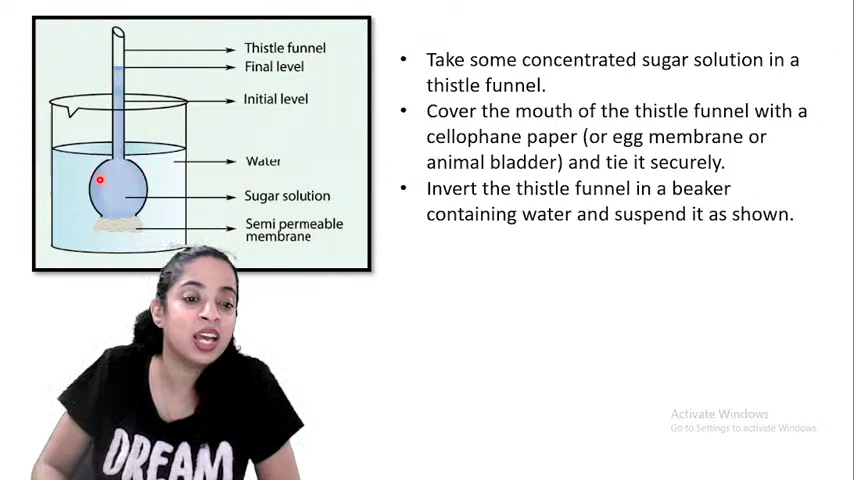 Thistle funnel
Final level
Initial level
Water
Sugar solution
Semi permeable
membrane
• Take some concentrated sugar solution in a
thistle funnel.
• Cover the mouth of the thistle funnel with a
cellophane paper (or egg membrane or
animal bladder) and tie it securely.
• Invert the thistle funnel in a beaker
containing water and suspend it as shown.
DREAM
Activate Windows
Go to Settings to activate Windows.